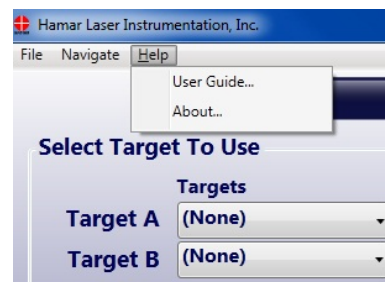 Hamar Laser Instrumentation, Inc.
File Navigate Help
User Guide...
About...
Select Target To Use
Targets
Target A (None)
Target B (None)